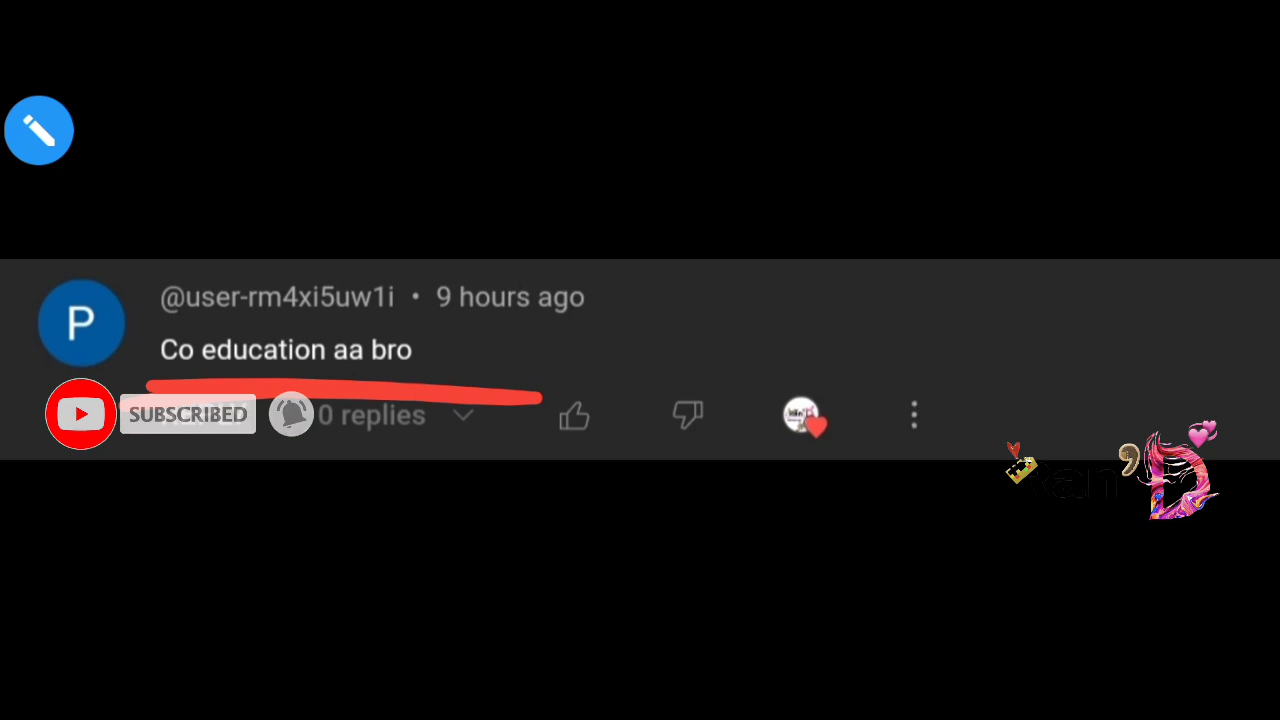 P
@user-rm4xi5uw1i • 9 hours ago
Co education aa bro
SUBSCRIBED
0 replies